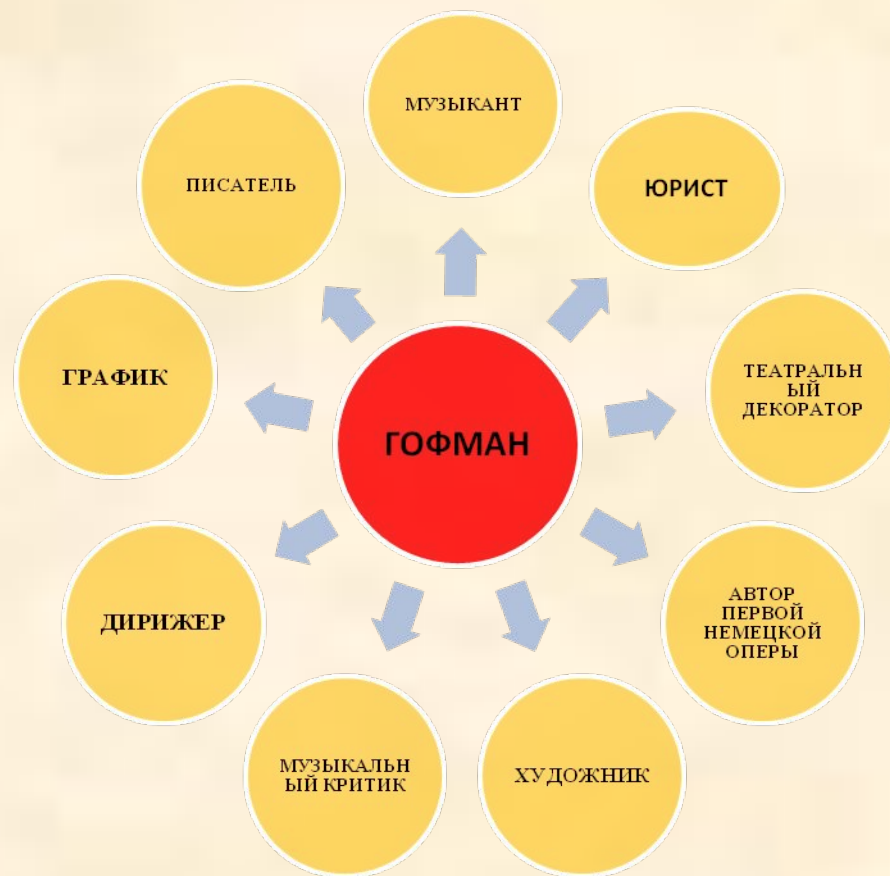 МУЗЫКАНТ
ЮРИСТ
ПИСАТЕЛЬ
ГРАФИК
ТЕАТРАЛЬН
ЫЙ
ДЕКОРАТОР
ГОФМАН
ДИРИЖЕР
АВТОР
ПЕРВОЙ
НЕМЕЦКОЙ
ОПЕРЫ
МУЗЫКАЛЬН
ЫЙ КРИТИК
ХУДОЖНИК